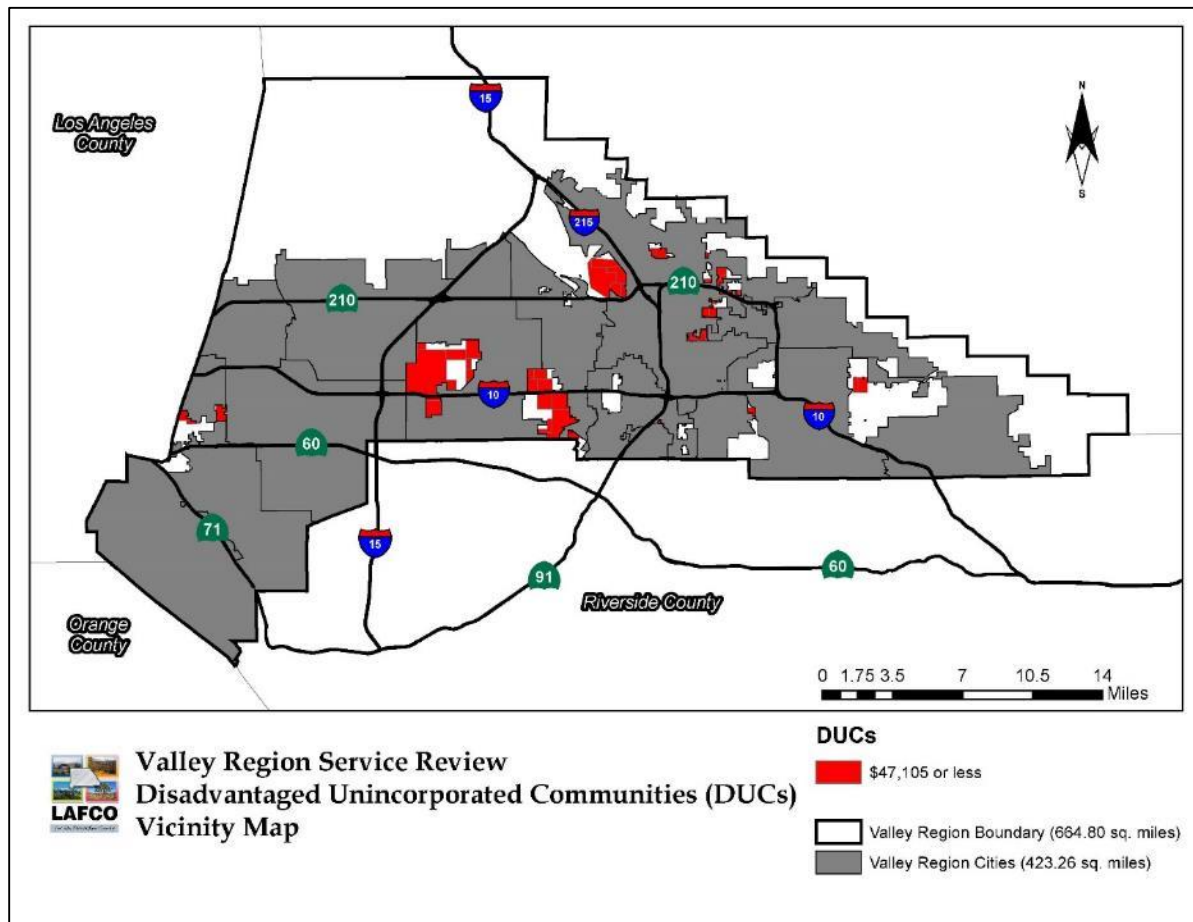 15
N
Los Angeles
County
S
215
210
210
10
10
60
71
15
91
60
Riverside County
Orange
County
0 1.75 3.5 7 10.5 14
Miles
DUCs
$47,105 or less
Valley Region Boundary (664.80 sq. miles)
Valley Region Cities (423.26 sq. miles)
LAFCO
Valley Region Service Review
Disadvantaged Unincorporated Communities (DUCs)
Vicinity Map